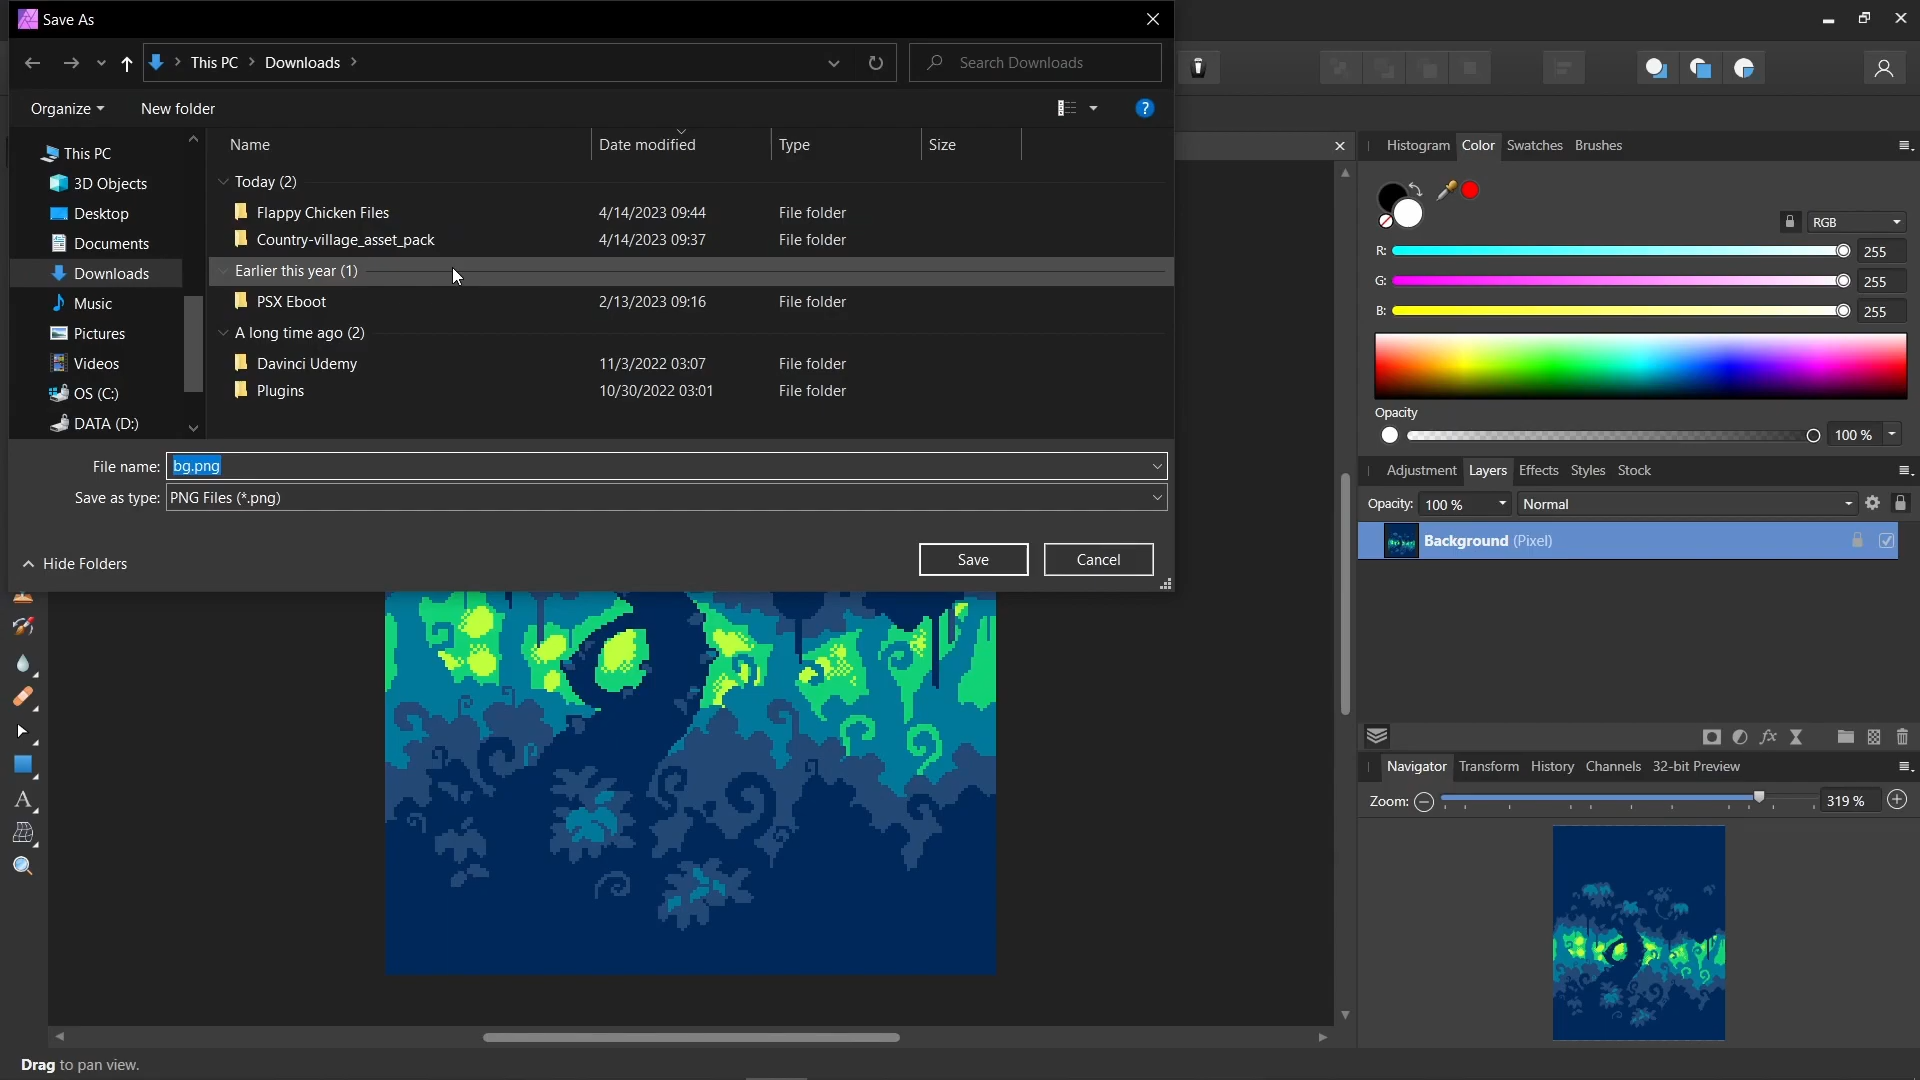 Save As
This PC
Downloads
Search Downloads
Organize
New folder
Name
Date modified
Type
Size
This PC
3D Objects
Desktop
Documents
Downloads
Music
Pictures
Videos
OS (C:)
DATA (D:)
Today (2)
Flappy Chicken Files 4/14/2023 09:44 File folder
Country-village_asset_pack 4/14/2023 09:37 File folder
Earlier this year (1)
PSX Eboot 2/13/2023 09:16 File folder
A long time ago (2)
Davinci Udemy 11/3/2022 03:07 File folder
Plugins 10/30/2022 03:01 File folder
File name: bg.png
Save as type: PNG Files (*.png)
Hide Folders
Save
Cancel
Histogram Color Swatches Brushes
RGB
R: 255
G: 255
B: 255
Opacity
100 %
Adjustment Layers Effects Styles Stock
Opacity: 100 % Normal
Background (Pixel)
Navigator Transform History Channels 32-bit Preview
Zoom: 319 %
Drag to pan view.